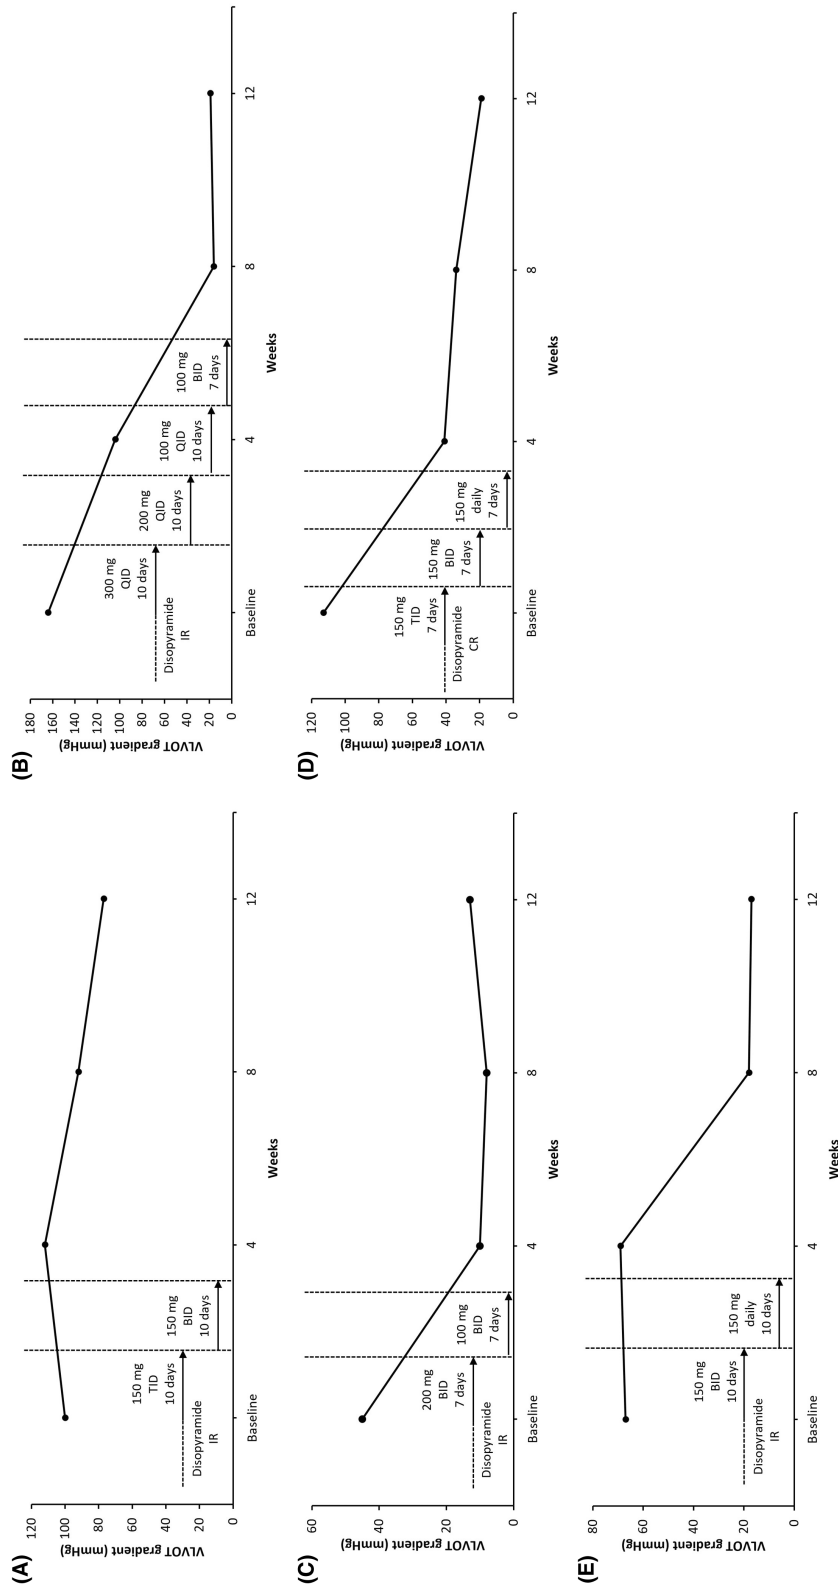 (A)
VLVOT gradient (mmHg)
120
100
80
60
40
20
0
150 mg
TID
10 days
150 mg
BID
10 days
Disopyramide
IR
Baseline
4
8
12
Weeks
(B)
VLVOT gradient (mmHg)
180
160
140
120
100
80
60
40
20
0
300 mg
QID
10 days
200 mg
QID
10 days
100 mg
QID
10 days
100 mg
BID
7 days
Disopyramide
IR
Baseline
4
8
12
Weeks
(C)
VLVOT gradient (mmHg)
60
40
20
0
200 mg
BID
7 days
100 mg
BID
7 days
Disopyramide
IR
Baseline
4
8
12
Weeks
(D)
VLVOT gradient (mmHg)
120
100
80
60
40
20
0
150 mg
TID
7 days
150 mg
BID
7 days
150 mg
daily
7 days
Disopyramide
CR
Baseline
4
8
12
Weeks
(E)
VLVOT gradient (mmHg)
80
60
40
20
0
150 mg
BID
10 days
150 mg
daily
10 days
Disopyramide
IR
Baseline
4
8
12
Weeks